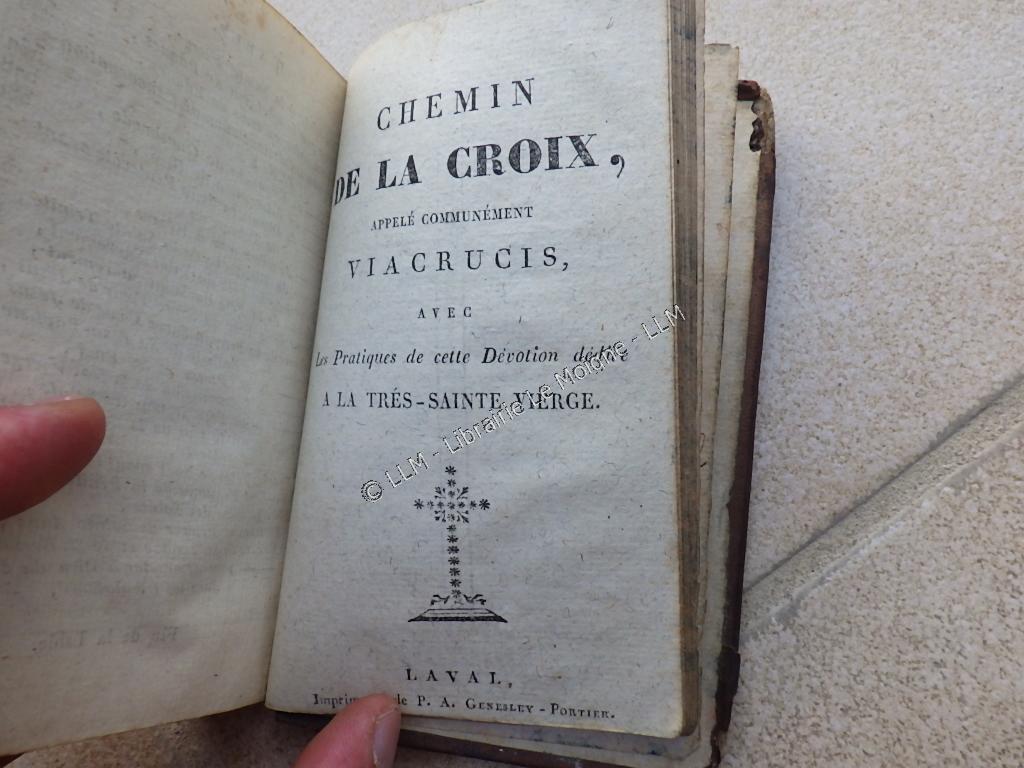 CHEMIN
DE LA CROIX,
APPELÉ COMMUNÉMENT
VIACRUCIS,
AVEC
Les Pratiques de cette Dévotion dédiée
A LA TRÉS-SAINTE VIERGE.
© LLM - Librairie Le Moigne - LLM
LAVAL,
de P. A. GENESLEY-PORTIER.